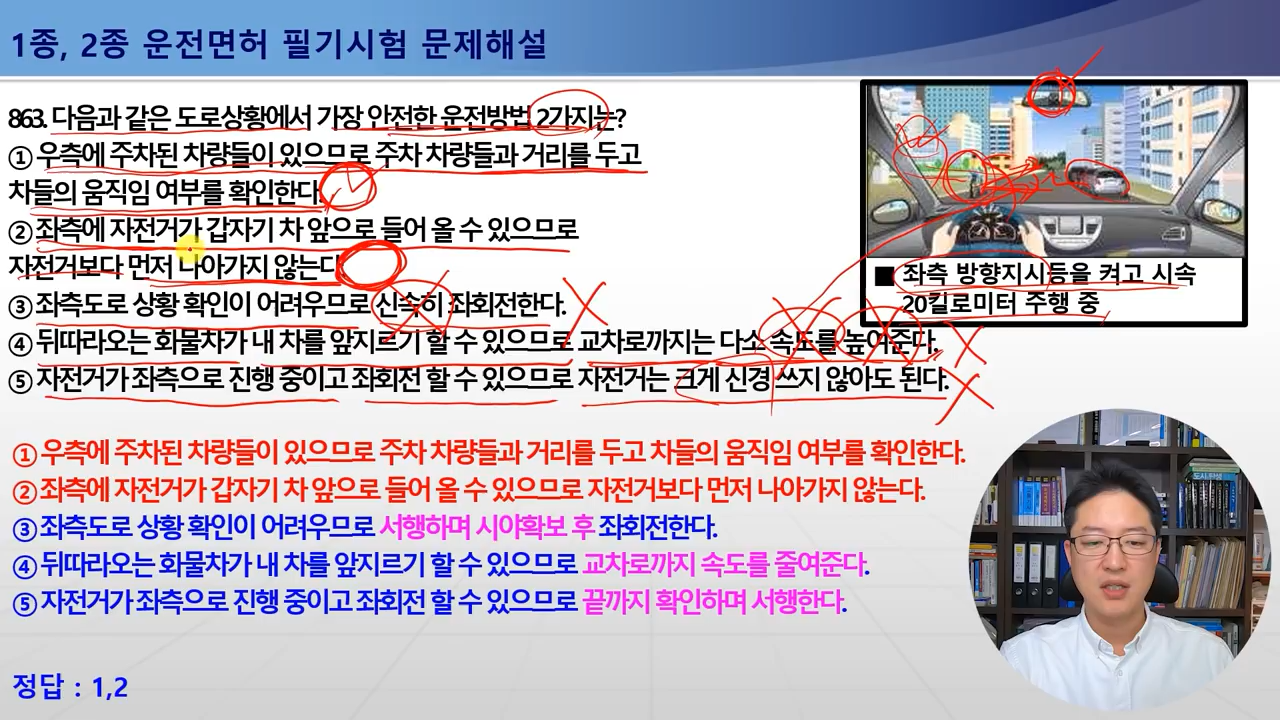 1종, 2종 운전면허 필기시험 문제해설
863. 다음과 같은 도로상황에서 가장 안전한 운전방법 2가지는?
① 우측에 주차된 차량들이 있으므로 주차 차량들과 거리를 두고
차들의 움직임 여부를 확인한다.
② 좌측에 자전거가 갑자기 차 앞으로 들어 올 수 있으므로
자전거보다 먼저 나아가지 않는다.
③ 좌측도로 상황 확인이 어려우므로 신속히 좌회전한다.
④ 뒤따라오는 화물차가 내 차를 앞지르기 할 수 있으므로 교차로까지는 다소 속도를 높여준다.
⑤ 자전거가 좌측으로 진행 중이고 좌회전 할 수 있으므로 자전거는 크게 신경 쓰지 않아도 된다.
■ 좌측 방향지시등을 켜고 시속
20킬로미터 주행 중
① 우측에 주차된 차량들이 있으므로 주차 차량들과 거리를 두고 차들의 움직임 여부를 확인한다.
② 좌측에 자전거가 갑자기 차 앞으로 들어 올 수 있으므로 자전거보다 먼저 나아가지 않는다.
③ 좌측도로 상황 확인이 어려우므로 서행하며 시야확보 후 좌회전한다.
④ 뒤따라오는 화물차가 내 차를 앞지르기 할 수 있으므로 교차로까지 속도를 줄여준다.
⑤ 자전거가 좌측으로 진행 중이고 좌회전 할 수 있으므로 끝까지 확인하며 서행한다.
정답 : 1,2